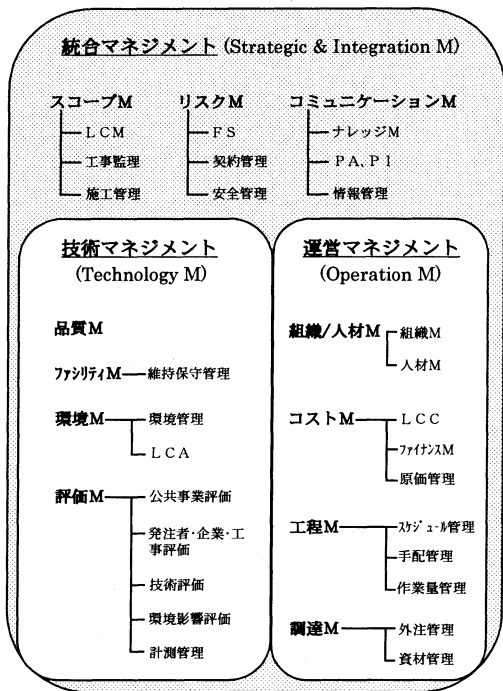 統合マネジメント (Strategic & Integration M)
スコープM
LCM
工事監理
施工管理
リスクM
FS
契約管理
安全管理
コミュニケーションM
ナレッジM
PA、PI
情報管理
技術マネジメント
(Technology M)
品質M
ファシリティM
維持保守管理
環境M
環境管理
LCA
評価M
公共事業評価
発注者・企業・工
事評価
技術評価
環境影響評価
計測管理
運営マネジメント
(Operation M)
組織/人材M
組織M
人材M
コストM
LCC
ファイナンスM
原価管理
工程M
スケジュール管理
手配管理
作業量管理
調達M
外注管理
資材管理